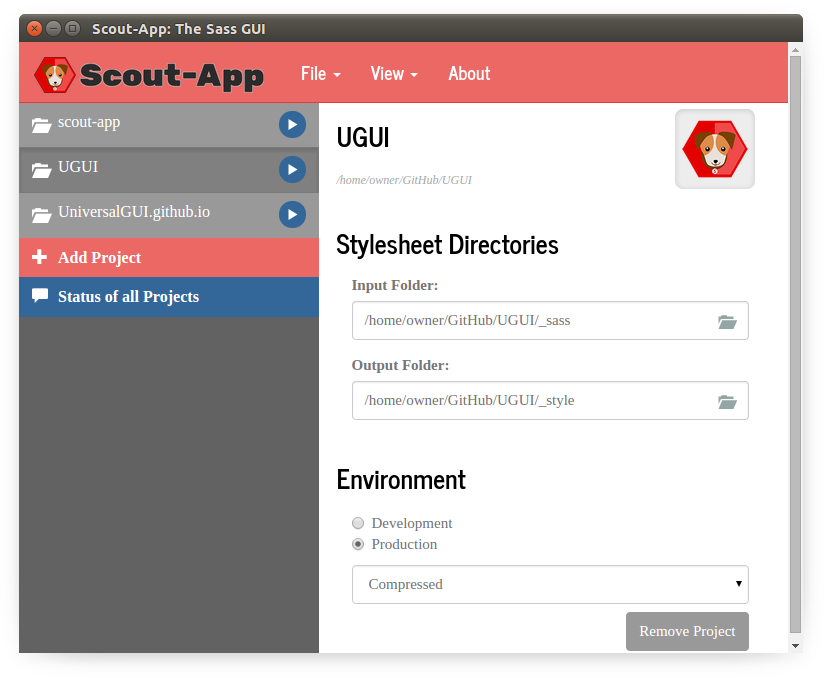 Scout-App: The Sass GUI
Scout-App File View About
scout-app
UGUI
UniversalGUI.github.io
Add Project
Status of all Projects
UGUI
/home/owner/GitHub/UGUI
Stylesheet Directories
Input Folder:
/home/owner/GitHub/UGUI/_sass
Output Folder:
/home/owner/GitHub/UGUI/_style
Environment
Development
Production
Compressed
Remove Project